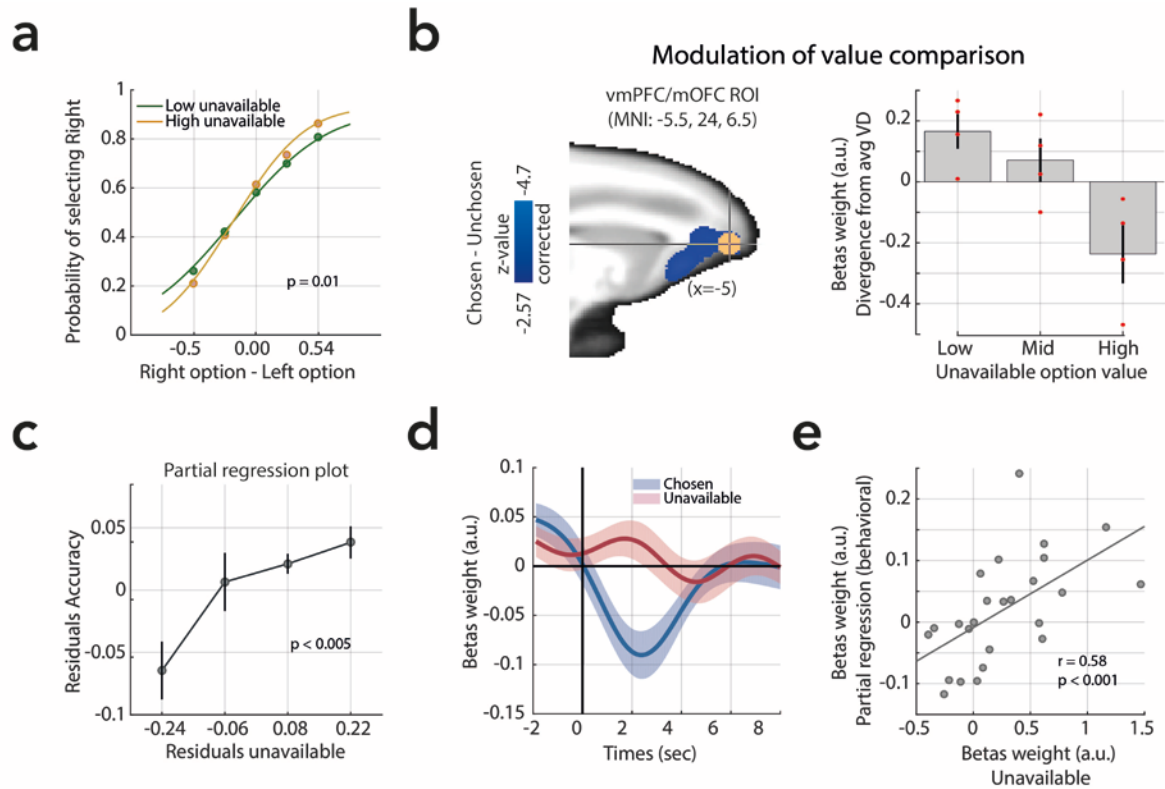 a
Probability of selecting Right
1
0.8
0.6
0.4
0.2
0
Low unavailable
High unavailable
p = 0.01
-0.5
0.00
0.54
Right option - Left option
b
Modulation of value comparison
vmPFC/mOFC ROI
(MNI: -5.5, 24, 6.5)
Chosen - Unchosen
z-value
corrected
-4.7
-2.57
(x=-5)
Betas weight (a.u.)
Divergence from avg VD
0.2
0
-0.2
-0.4
Low
Mid
High
Unavailable option value
c
Partial regression plot
Residuals Accuracy
0.05
0
-0.05
-0.1
p < 0.005
-0.24
-0.06
0.08
0.22
Residuals unavailable
d
Betas weight (a.u.)
0.1
0.05
0
-0.05
-0.1
-0.15
Chosen
Unavailable
-2
0
2
4
6
8
Times (sec)
e
Betas weight (a.u.)
Partial regression (behavioral)
0.2
0.1
0
-0.1
r = 0.58
p < 0.001
-0.5
0
0.5
1
1.5
Betas weight (a.u.)
Unavailable